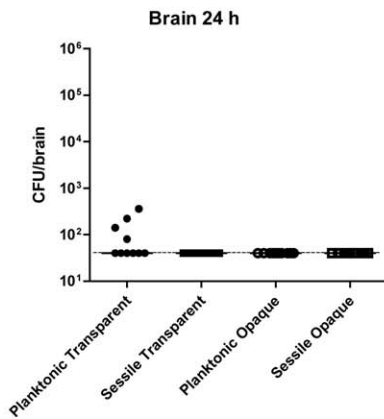 Brain 24 h
CFU/brain
10⁶
10⁵
10⁴
10³
10²
10¹
Planktonic Transparent
Sessile Transparent
Planktonic Opaque
Sessile Opaque